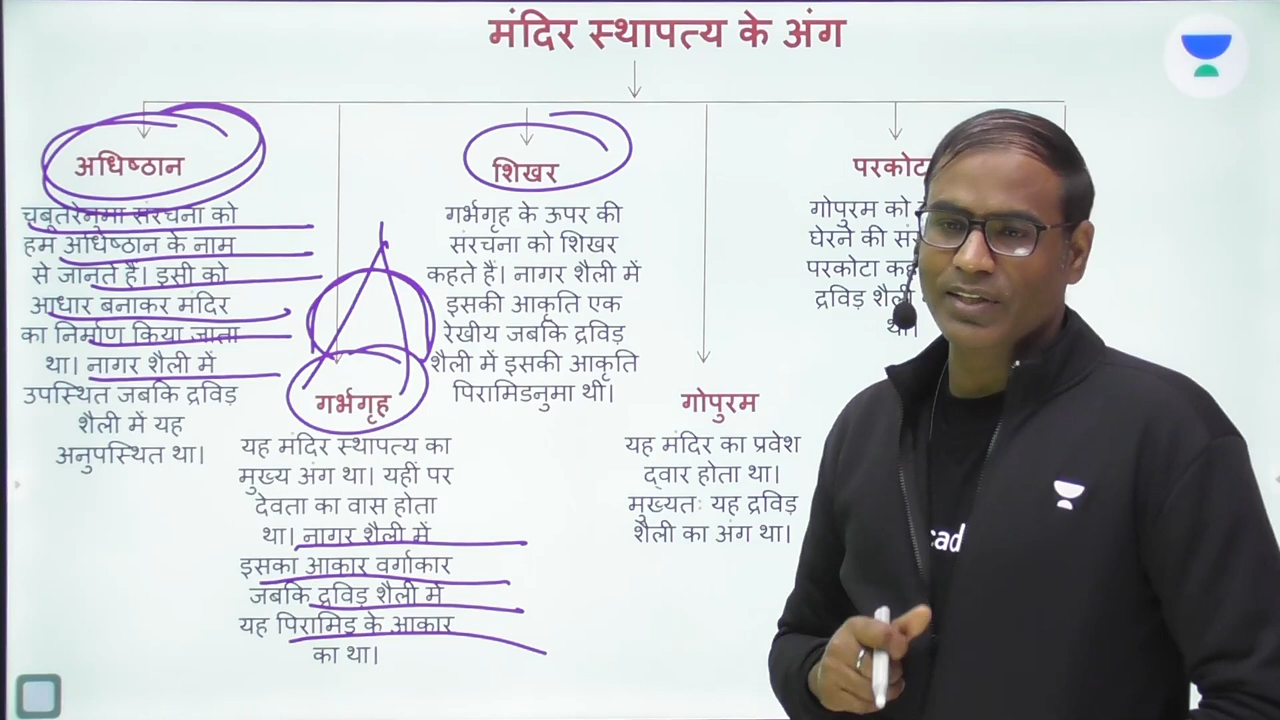 मंदिर स्थापत्य के अंग
अधिष्ठान
चबूतरेनुमा संरचना को
हम अधिष्ठान के नाम
से जानते हैं। इसी को
आधार बनाकर मंदिर
का निर्माण किया जाता
था। नागर शैली में
उपस्थित जबकि द्रविड़
शैली में यह
अनुपस्थित था।
गर्भगृह
यह मंदिर स्थापत्य का
मुख्य अंग था। यहीं पर
देवता का वास होता
था। नागर शैली में
इसका आकार वर्गाकार
जबकि द्रविड़ शैली में
यह पिरामिड के आकार
का था।
शिखर
गर्भगृह के ऊपर की
संरचना को शिखर
कहते हैं। नागर शैली में
इसकी आकृति एक
रेखीय जबकि द्रविड़
शैली में इसकी आकृति
पिरामिडनुमा थी।
गोपुरम
यह मंदिर का प्रवेश
द्वार होता था।
मुख्यतः यह द्रविड़
शैली का अंग था।
परकोटा
गोपुरम को
घेरने की
परकोटा
द्रविड़ शैली
था।
cad